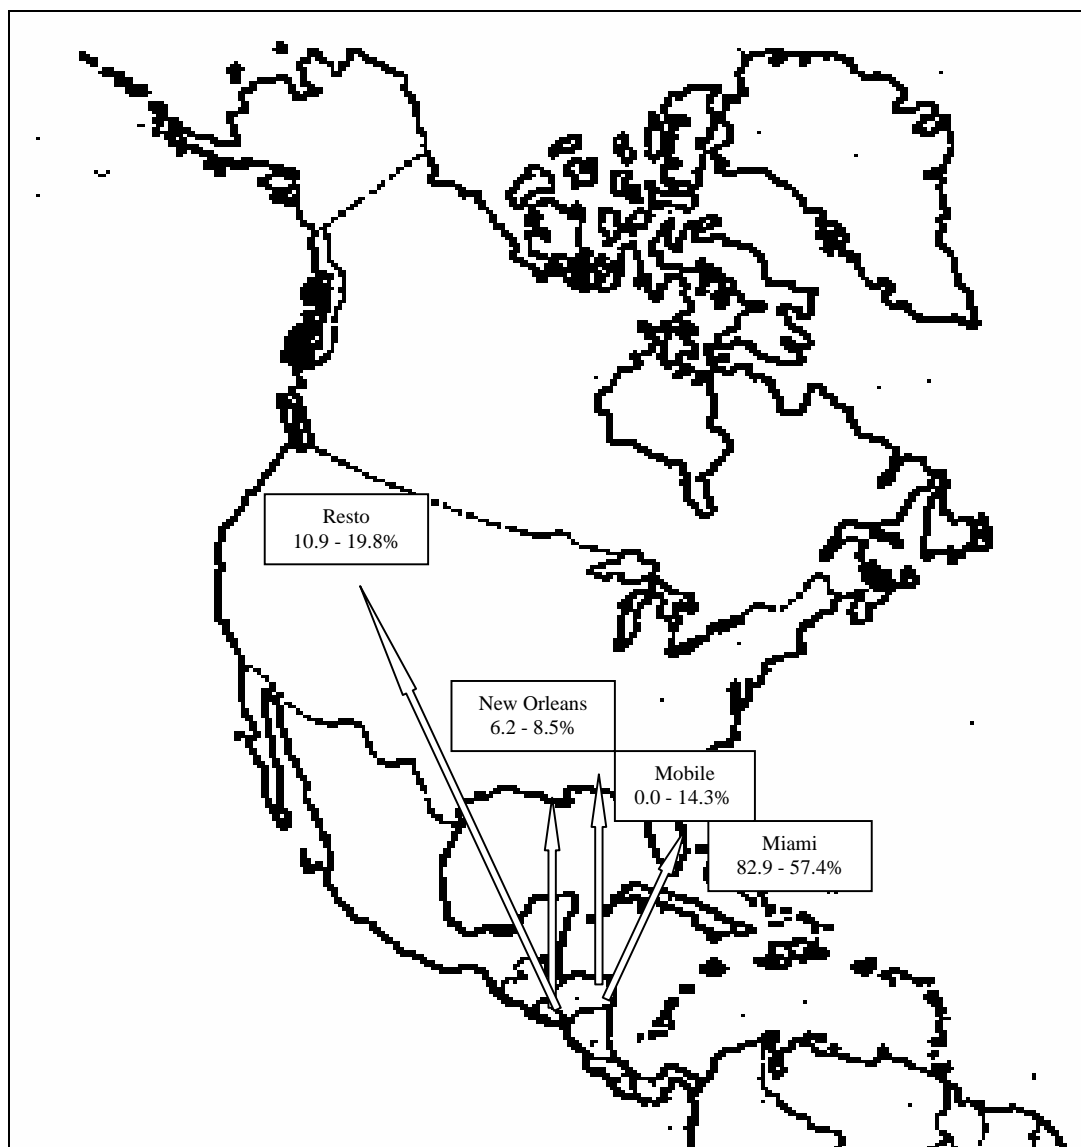 Resto
10.9 - 19.8%
New Orleans
6.2 - 8.5%
Mobile
0.0 - 14.3%
Miami
82.9 - 57.4%